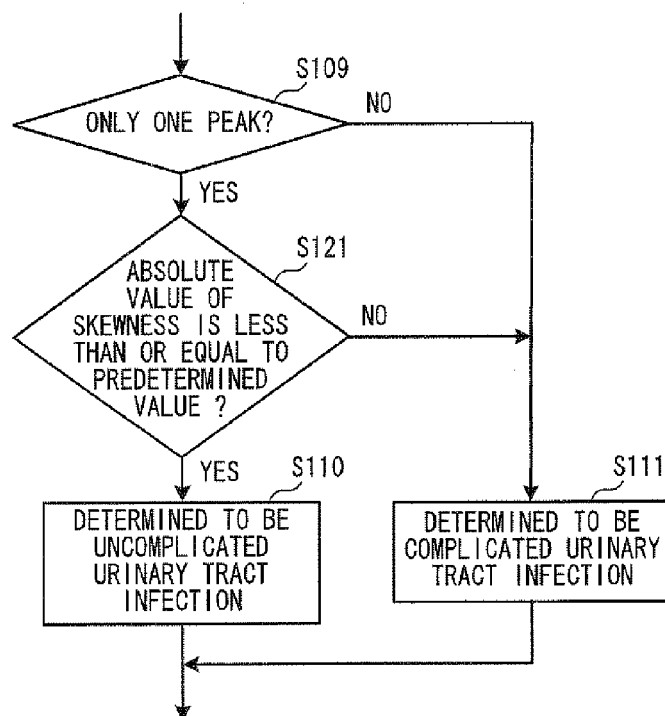 S109
ONLY ONE PEAK?
NO
YES
S121
ABSOLUTE
VALUE OF
SKEWNESS IS LESS
THAN OR EQUAL TO
PREDETERMINED
VALUE ?
NO
YES
S110
DETERMINED TO BE
UNCOMPLICATED
URINARY TRACT
INFECTION
S111
DETERMINED TO BE
COMPLICATED URINARY
TRACT INFECTION